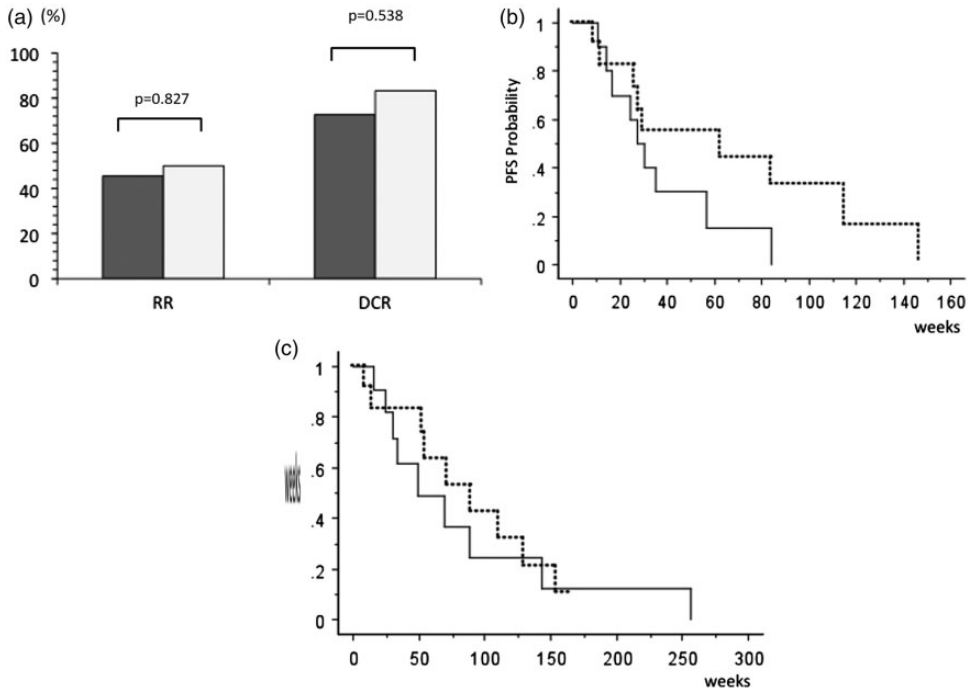 (a) (%)
p=0.827
p=0.538
100
80
60
40
20
0
RR DCR
(b)
PFS Probability
1
.8
.6
.4
.2
0
0 20 40 60 80 100 120 140 160
weeks
(c)
weeks
1
.8
.6
.4
.2
0
0 50 100 150 200 250 300
weeks